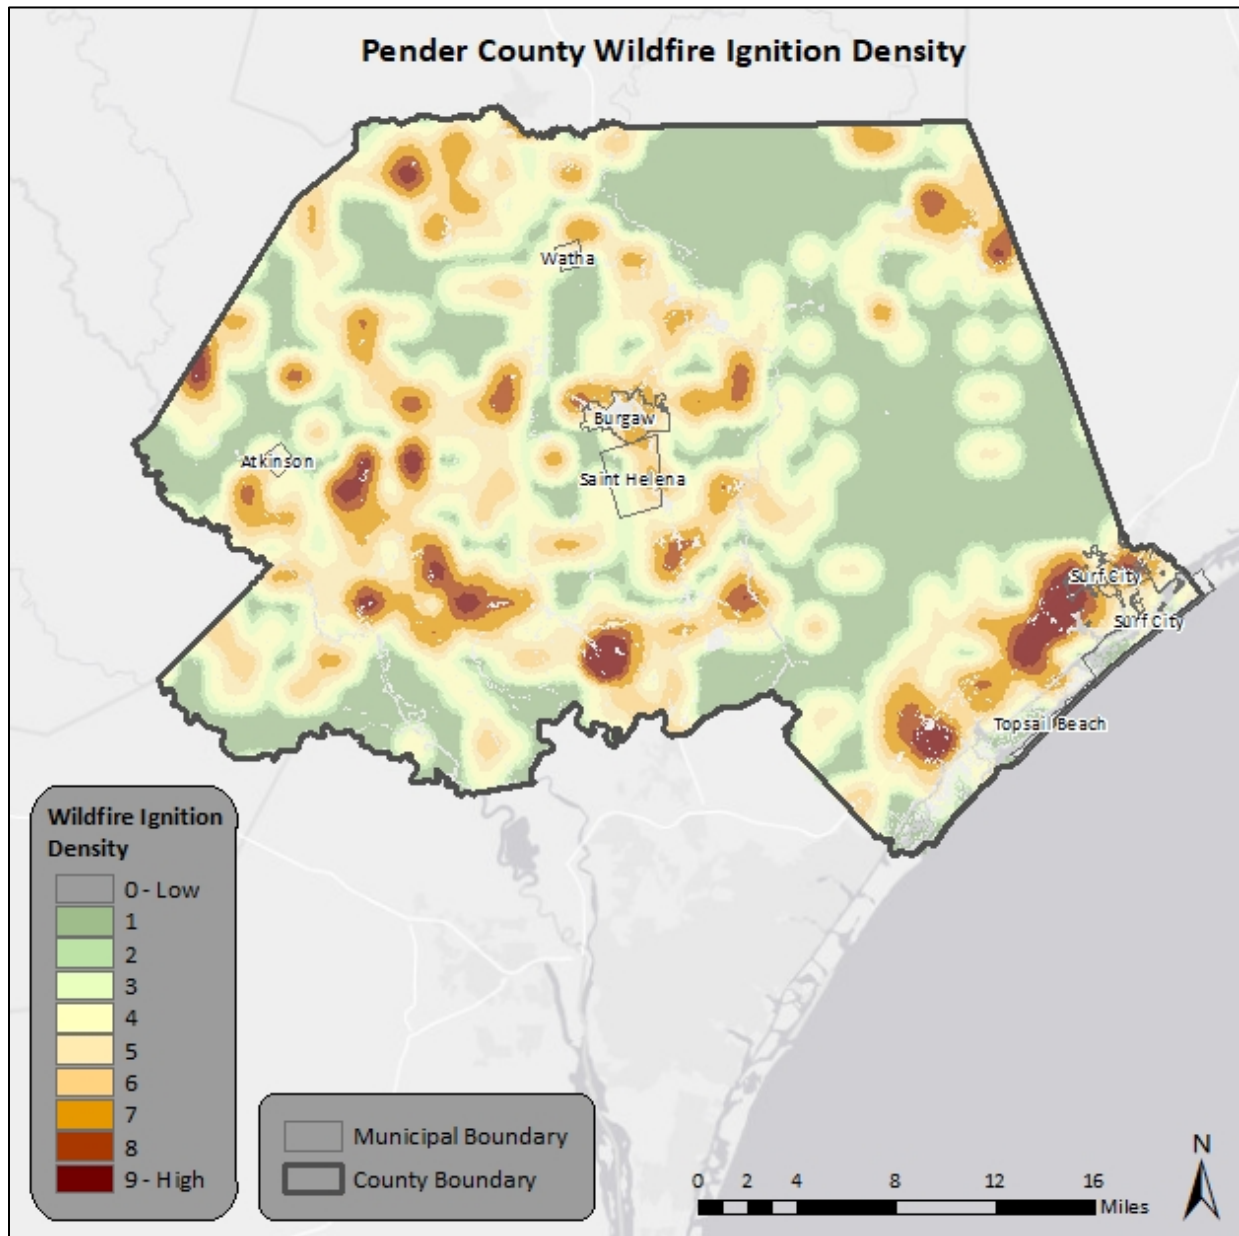 Pender County Wildfire Ignition Density
Watha
Burgaw
Atkinson
Saint Helena
Surf City
Surf City
Topsail Beach
Wildfire Ignition
Density
0 - Low
1
2
3
4
5
6
7
8
9 - High
Municipal Boundary
County Boundary
N
0 2 4 8 12 16
Miles